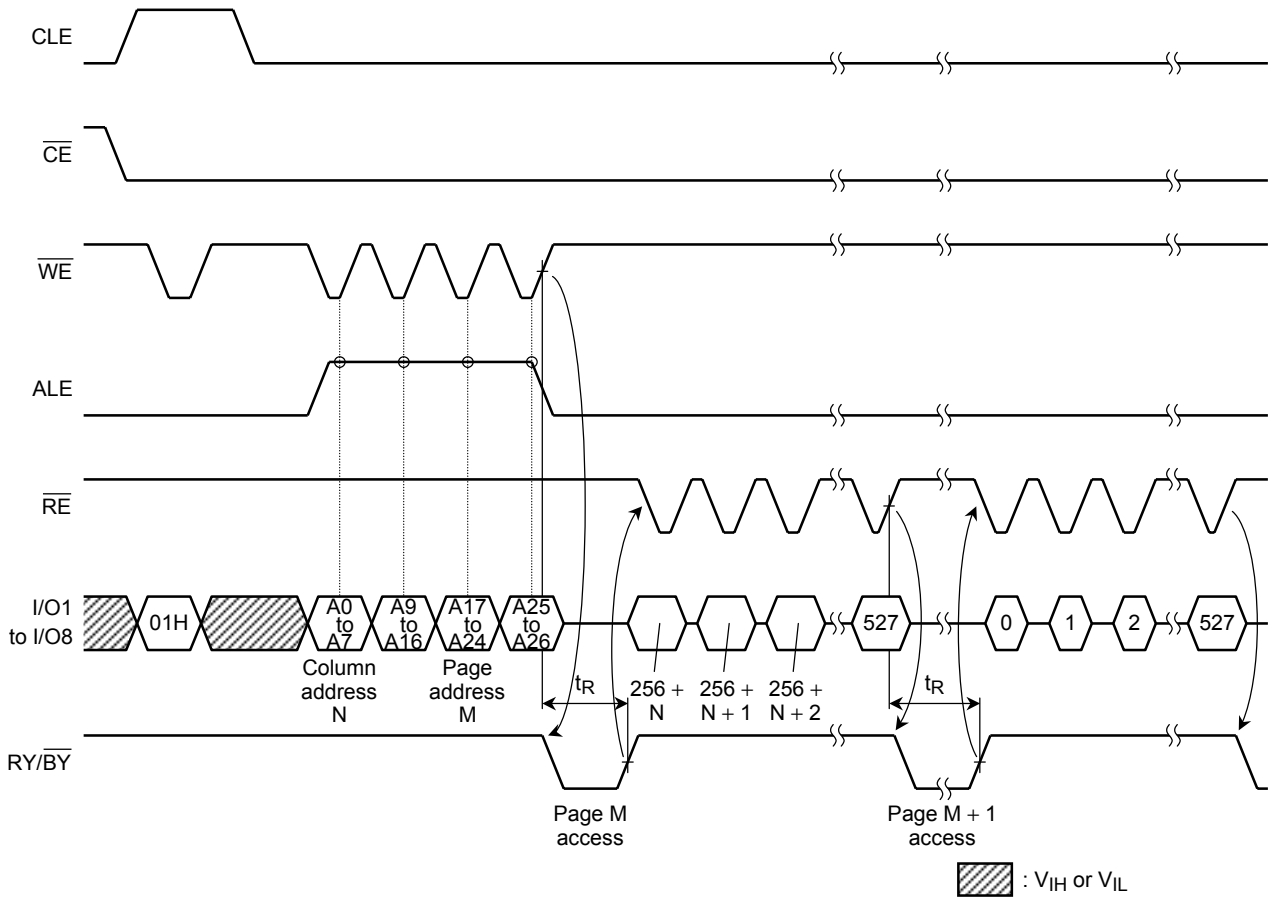 CLE
CE
WE
ALE
RE
I/O1
to I/O8
01H
A0
to
A7
A9
to
A16
A17
to
A24
A25
to
A26
527
0
1
2
527
Column
address
N
Page
address
M
tR
256 +
N
256 +
N + 1
256 +
N + 2
tR
RY/BY
Page M
access
Page M + 1
access
: VIH or VIL